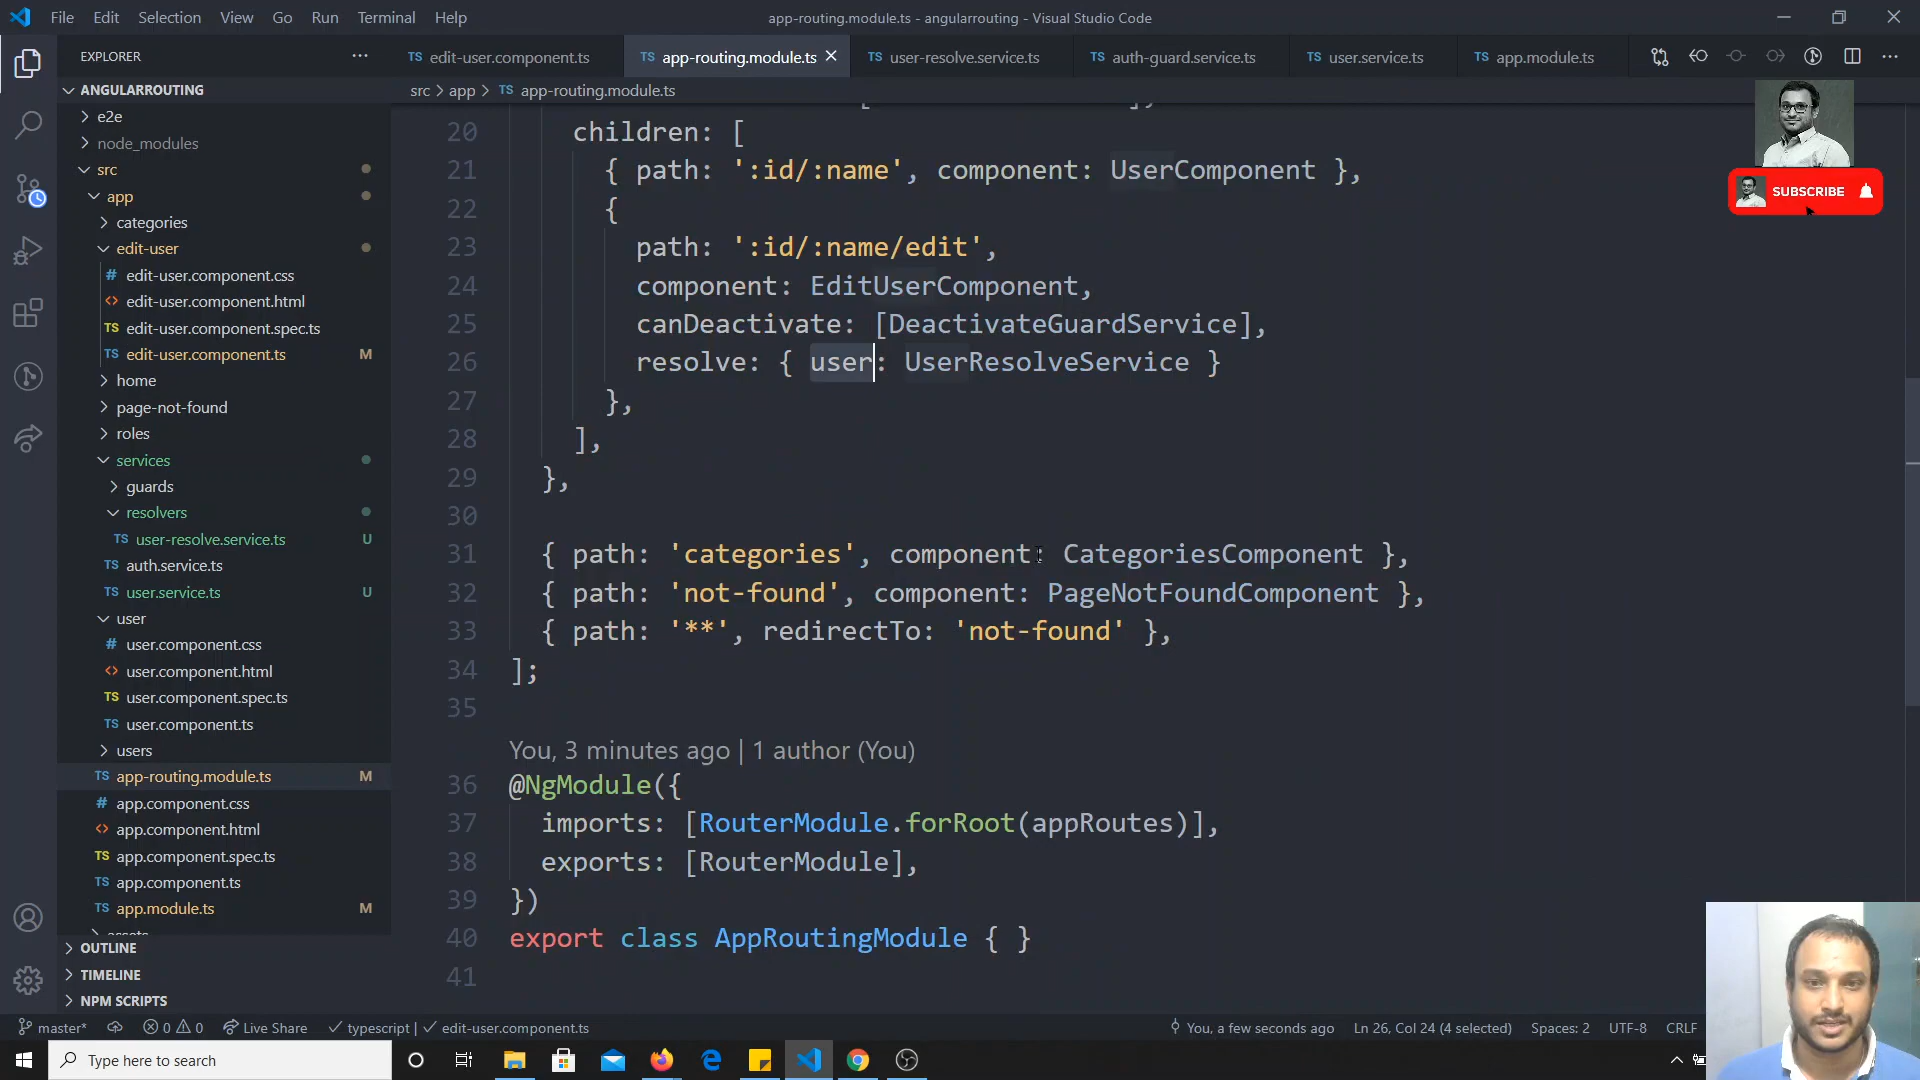 File Edit Selection View Go Run Terminal Help
app-routing.module.ts - angularrouting - Visual Studio Code
EXPLORER
TS edit-user.component.ts
TS app-routing.module.ts
TS user-resolve.service.ts
TS auth-guard.service.ts
TS user.service.ts
TS app.module.ts
src > app > TS app-routing.module.ts
ANGULARROUTING
e2e
node_modules
src
app
categories
edit-user
# edit-user.component.css
<> edit-user.component.html
TS edit-user.component.spec.ts
TS edit-user.component.ts M
home
page-not-found
roles
services
guards
resolvers
TS user-resolve.service.ts U
auth.service.ts
TS user.service.ts U
user
# user.component.css
<> user.component.html
TS user.component.spec.ts
TS user.component.ts
users
TS app-routing.module.ts M
# app.component.css
<> app.component.html
TS app.component.spec.ts
TS app.component.ts
TS app.module.ts M
OUTLINE
TIMELINE
NPM SCRIPTS
20 children: [
21 { path: ':id/:name', component: UserComponent },
22 {
23 path: ':id/:name/edit',
24 component: EditUserComponent,
25 canDeactivate: [DeactivateGuardService],
26 resolve: { user: UserResolveService }
27 },
28 ],
29 },
30
31 { path: 'categories', component: CategoriesComponent },
32 { path: 'not-found', component: PageNotFoundComponent },
33 { path: '**', redirectTo: 'not-found' },
34 ];
35
You, 3 minutes ago | 1 author (You)
36 @NgModule({
37 imports: [RouterModule.forRoot(appRoutes)],
38 exports: [RouterModule],
39 })
40 export class AppRoutingModule { }
41
SUBSCRIBE
master* 0 0 Live Share typescript | edit-user.component.ts
You, a few seconds ago Ln 26, Col 24 (4 selected) Spaces: 2 UTF-8 CRLF
Type here to search